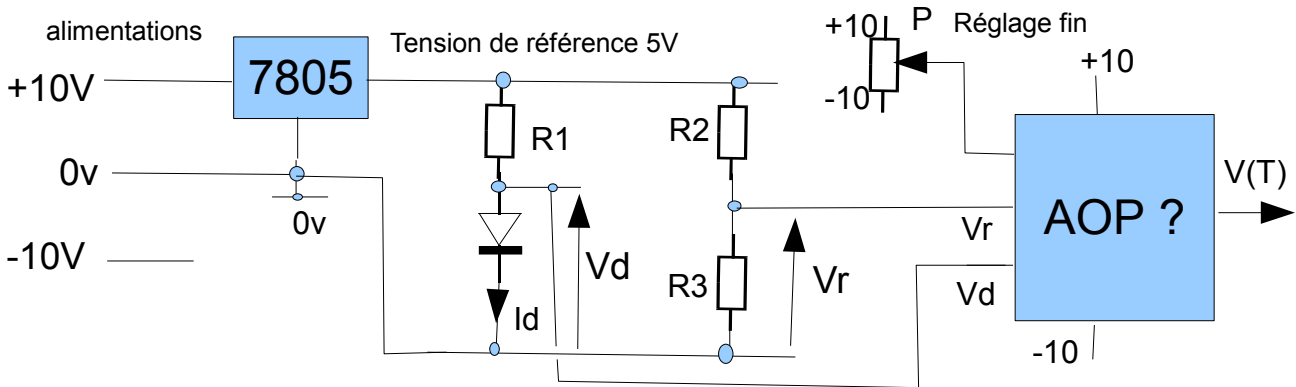 alimentations
+10V
0v
-10V
7805
0v
Tension de référence 5V
R1
Id
Vd
R2
R3
Vr
+10
-10
P
Réglage fin
+10
AOP ?
Vr
Vd
-10
V(T)